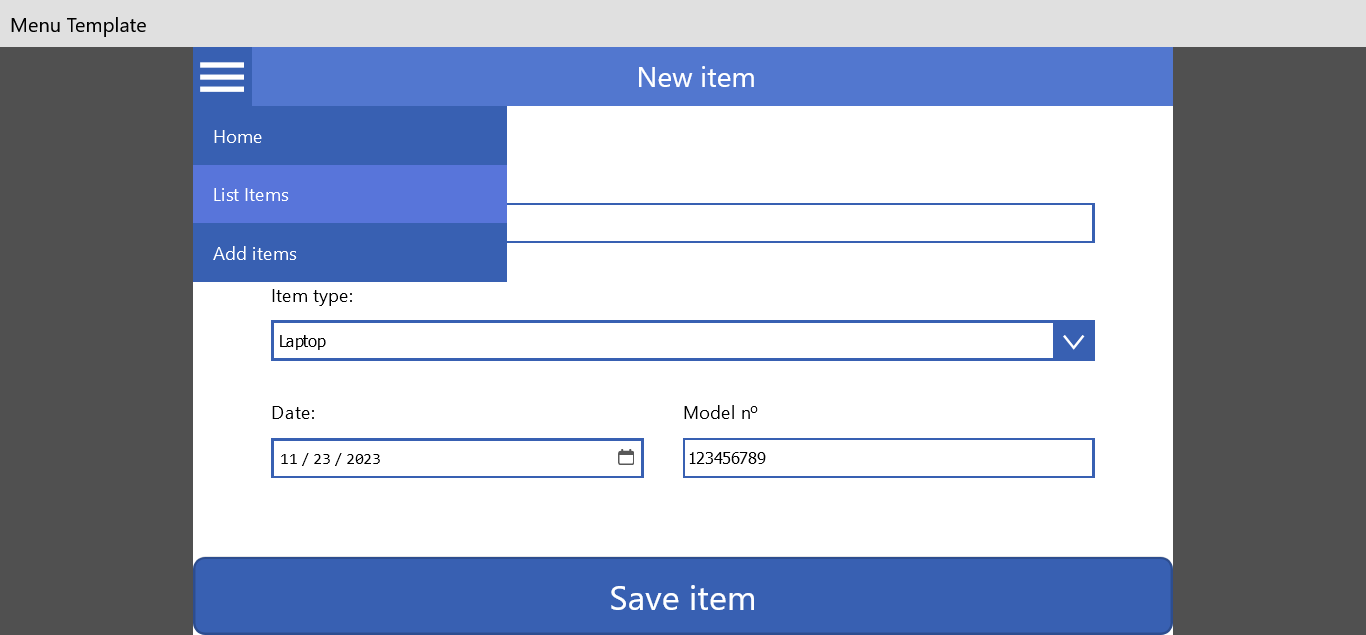 Menu Template
New item
Home
List Items
Add items
Item type:
Laptop
Date:
Model nº
11 / 23 / 2023
123456789
Save item